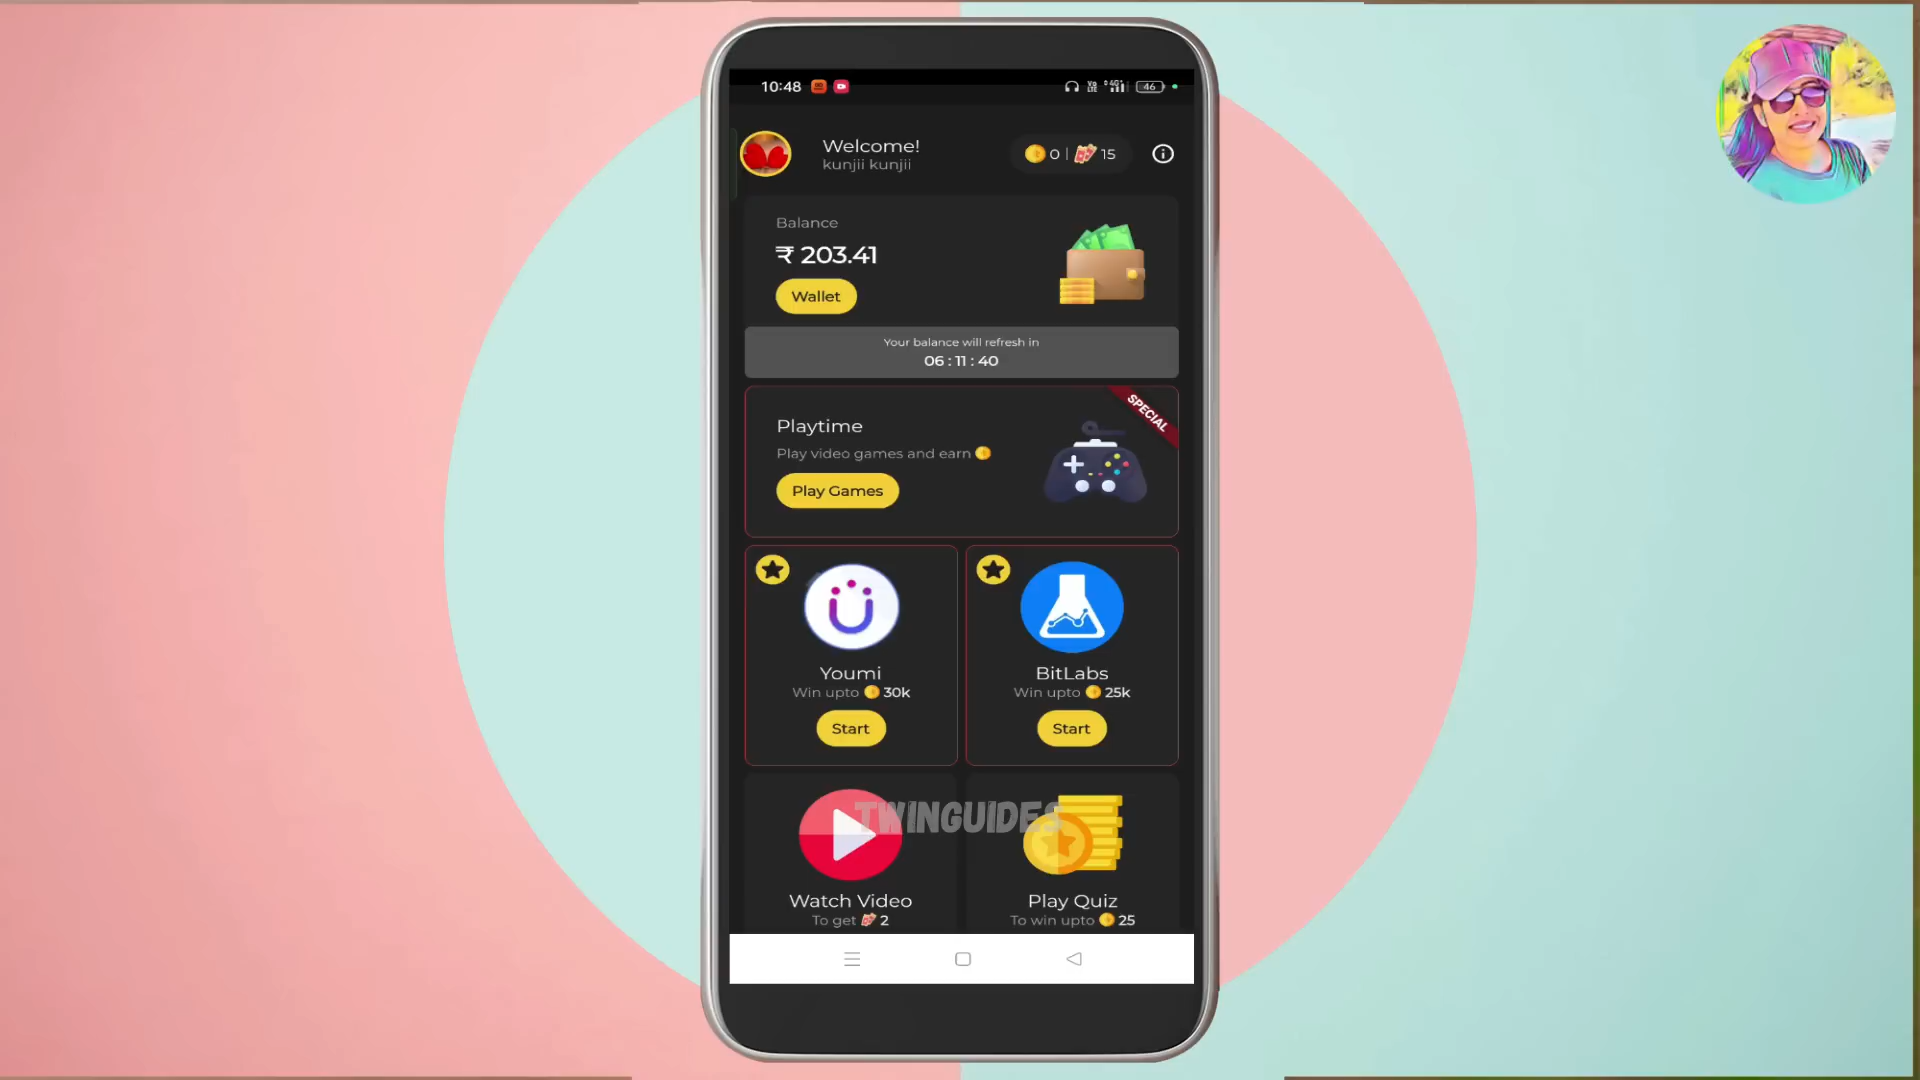 10:48
46
Welcome!
kunjii kunjii
0 | 15
Balance
₹ 203.41
Wallet
Your balance will refresh in
06 : 11 : 40
SPECIAL
Playtime
Play video games and earn
Play Games
Youmi
Win upto 30k
Start
BitLabs
Win upto 25k
Start
TWINGUIDES
Watch Video
To get 2
Play Quiz
To win upto 25